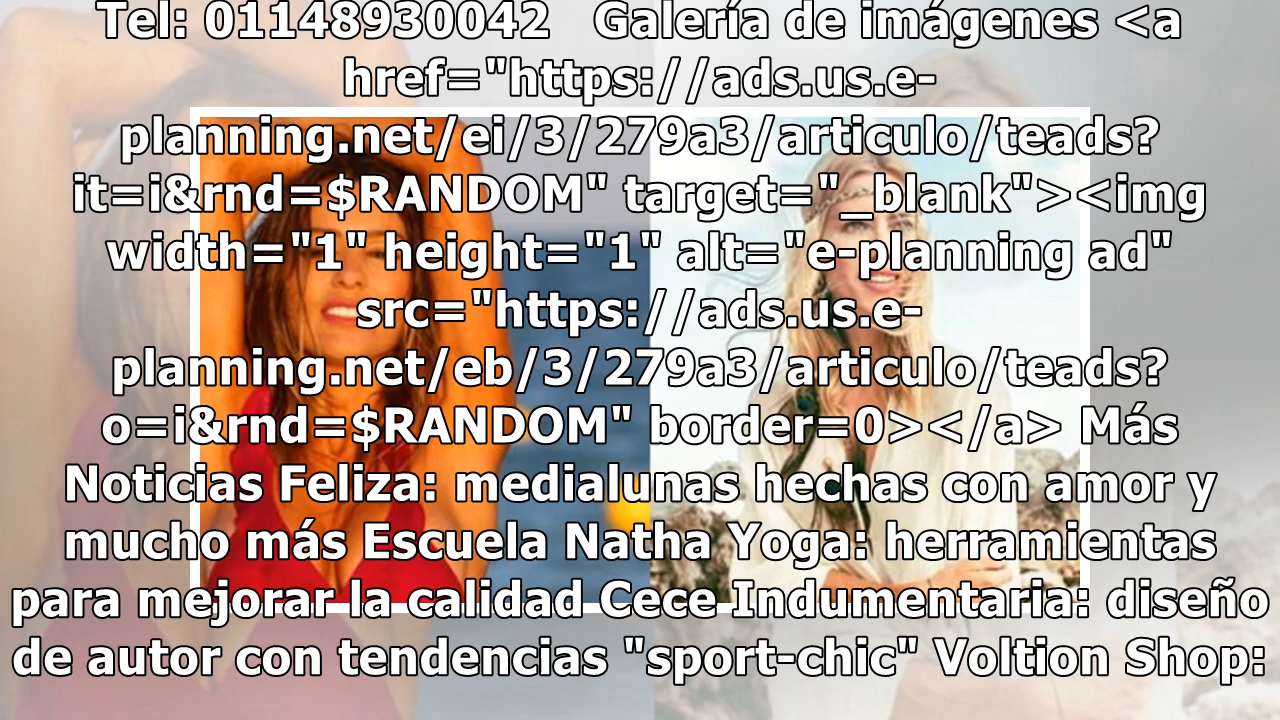 Tel: 01148930042   Galería de imágenes <a
href="https://ads.us.e-
planning.net/ei/3/279a3/articulo/teads?
it=i&rnd=$RANDOM" target="_blank"><img
width="1" height="1" alt="e-planning ad"
src="https://ads.us.e-
planning.net/eb/3/279a3/articulo/teads?
o=i&rnd=$RANDOM" border=0></a> Más
Noticias Feliza: medialunas hechas con amor y
mucho más Escuela Natha Yoga: herramientas
para mejorar la calidad Cece Indumentaria: diseño
de autor con tendencias "sport-chic" Voltion Shop: